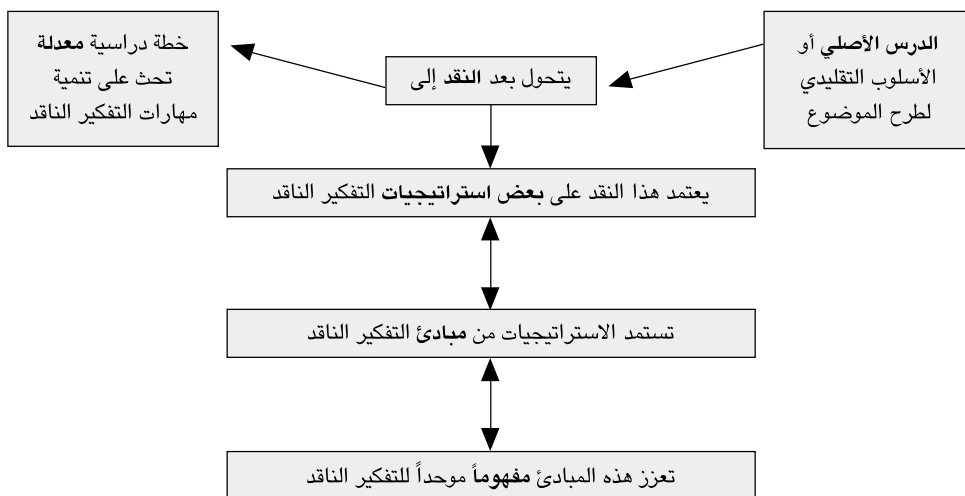 الدرس الأصلي أو
الأسلوب التقليدي
لطرح الموضوع
يتحول بعد النقد إلى
خطة دراسية معدلة
تحث على تنمية
مهارات التفكير الناقد
يعتمد هذا النقد على بعض استراتيجيات التفكير الناقد
تستمد الاستراتيجيات من مبادئ التفكير الناقد
تعزز هذه المبادئ مفهوماً موحداً للتفكير الناقد